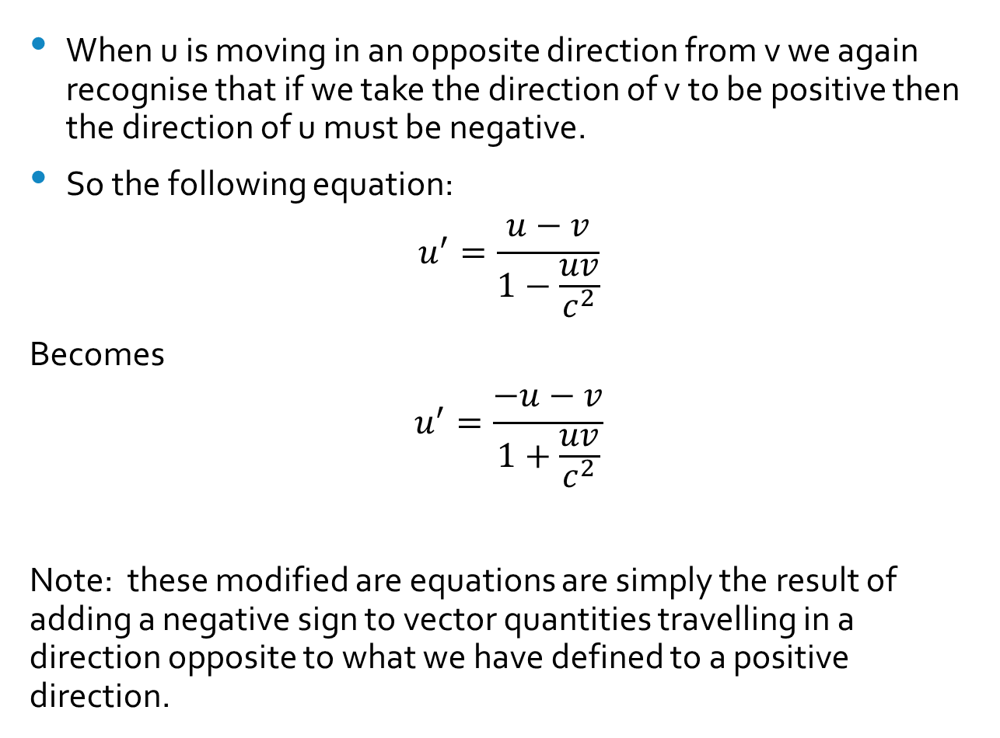 • When u is moving in an opposite direction from v we again
recognise that if we take the direction of v to be positive then
the direction of u must be negative.
• So the following equation:
u′ = \frac{u − v}{1 − \frac{uv}{c^2}}
Becomes
u′ = \frac{−u − v}{1 + \frac{uv}{c^2}}
Note:  these modified are equations are simply the result of
adding a negative sign to vector quantities travelling in a
direction opposite to what we have defined to a positive
direction.